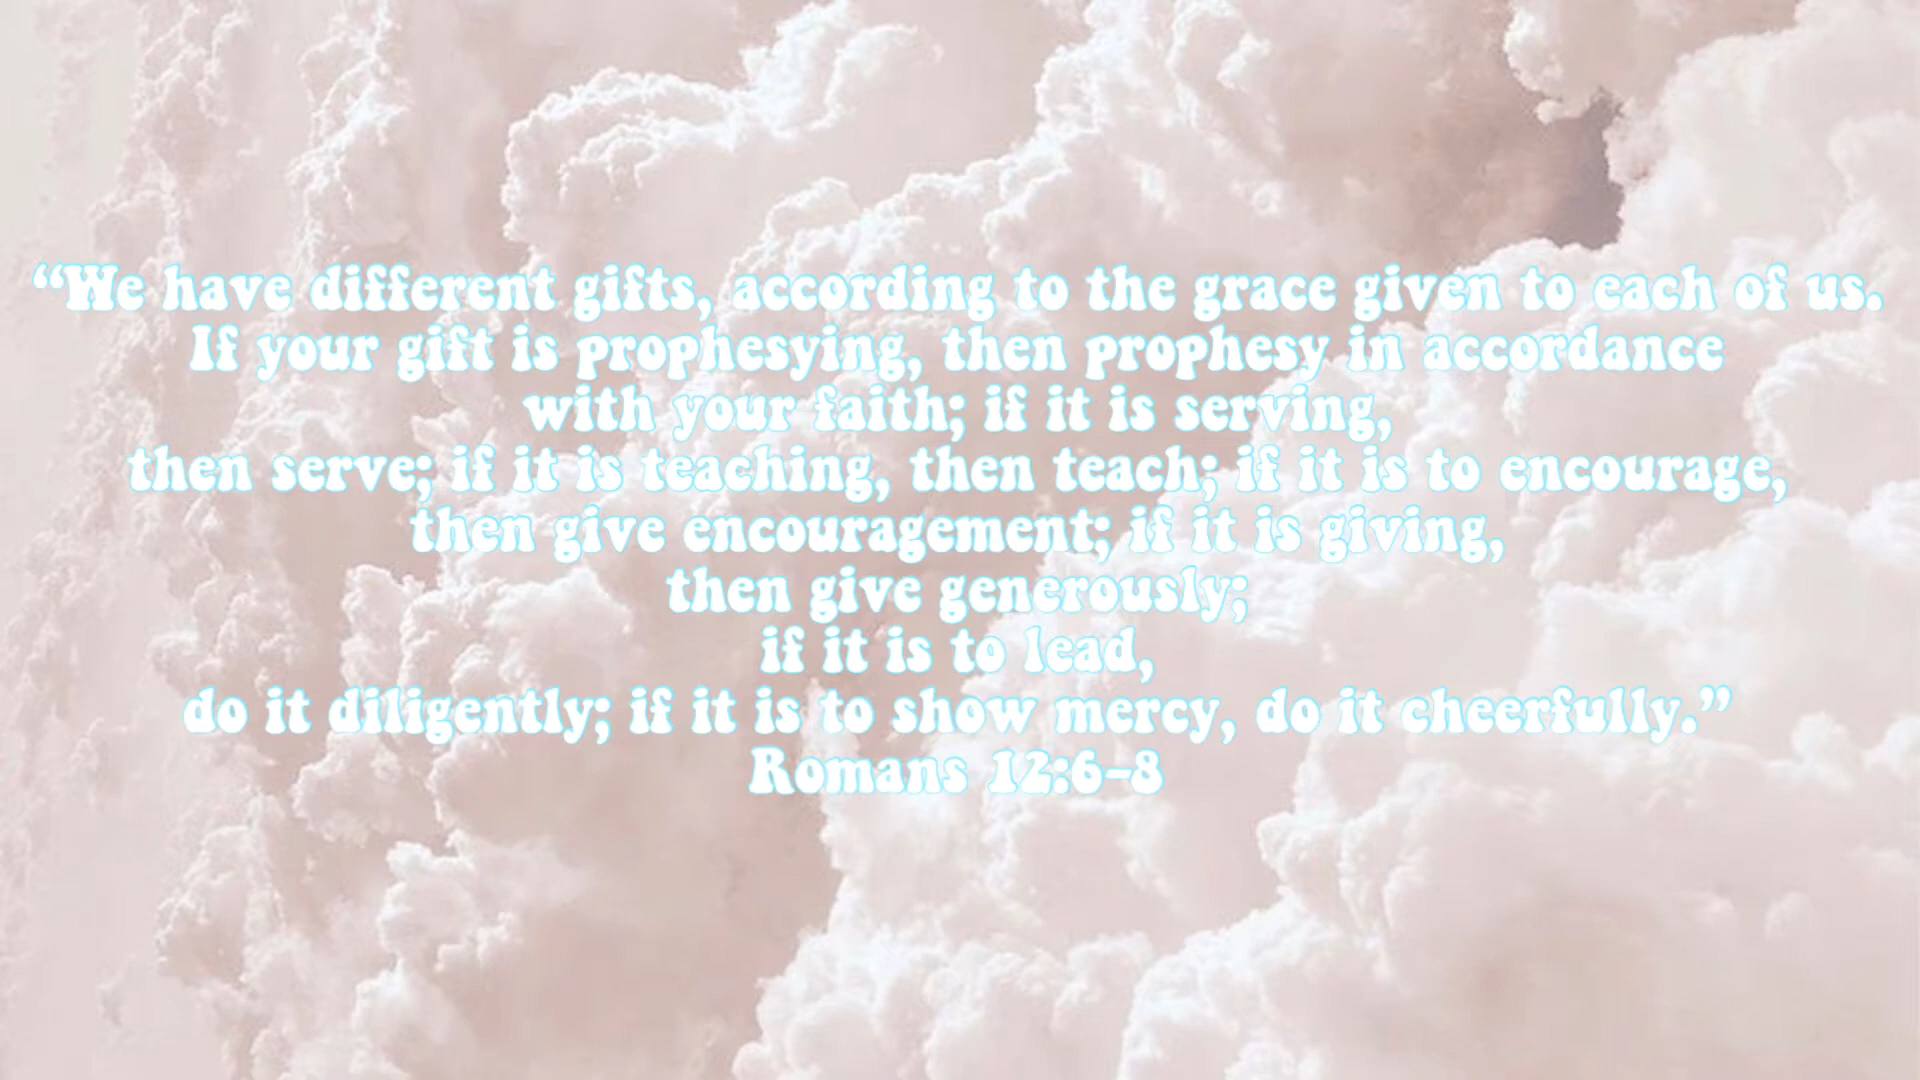 “We have different gifts, according to the grace given to each of us.
If your gift is prophesying, then prophesy in accordance
with your faith; if it is serving,
then serve; if it is teaching, then teach; if it is to encourage,
then give encouragement; if it is giving,
then give generously;
if it is to lead,
do it diligently; if it is to show mercy, do it cheerfully.”
Romans 12:6-8